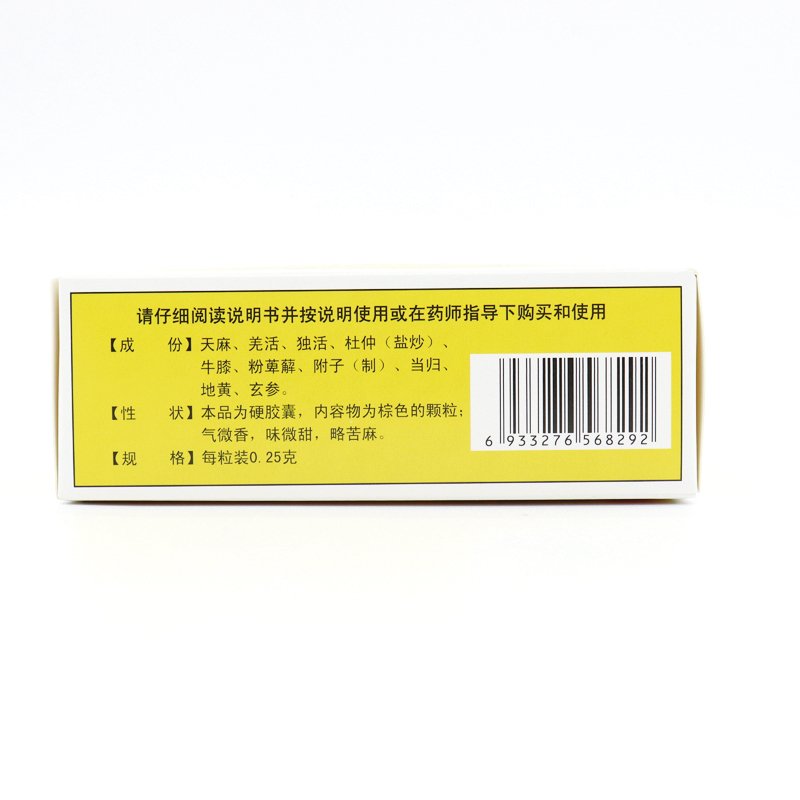 请仔细阅读说明书并按说明使用或在药师指导下购买和使用
【成 份】天麻、羌活、独活、杜仲（盐炒）、
牛膝、粉萆薢、附子（制）、当归、
地黄、玄参。
【性 状】本品为硬胶囊，内容物为棕色的颗粒；
气微香，味微甜，略苦麻。
【规 格】每粒装0.25克
6 933276 568292